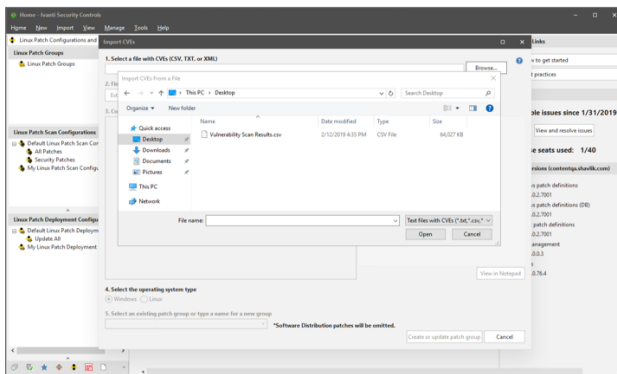 Home - Ivanti Security Controls
Home New Import View Manage Tools Help
Linux Patch Configurations and
Linux Patch Groups
Linux Patch Groups
Linux Patch Scan Configurations
Default Linux Patch Scan Con
All Patches
Security Patches
My Linux Patch Scan Configu
Linux Patch Deployment Configu
Default Linux Patch Deploym
Update All
My Linux Patch Deployment
Import CVEs
1. Select a file with CVEs (CSV, TXT, or XML)
Browse...
Import CVEs From a File
This PC > Desktop
Search Desktop
Organize New folder
Quick access
Desktop
Downloads
Documents
Pictures
This PC
Network
Name Date modified Type Size
Vulnerability Scan Results.csv 2/12/2019 4:35 PM CSV File 64,027 KB
File name:
Text files with CVEs (*.txt,*.csv,*
Open Cancel
View in Notepad
4. Select the operating system type
Windows Linux
5. Select an existing patch group or type a name for a new group
*Software Distribution patches will be omitted.
Create or update patch group Cancel
Links
to get started
practices
ble issues since 1/31/2019
View and resolve issues
e seats used: 1/40
rsions (contentqa.shavlik.com)
patch definitions
.0.2.7001
patch definitions (DB)
.0.2.7001
patch definitions
.0.2.7001
anagement
.0.0.3
.0.76.4